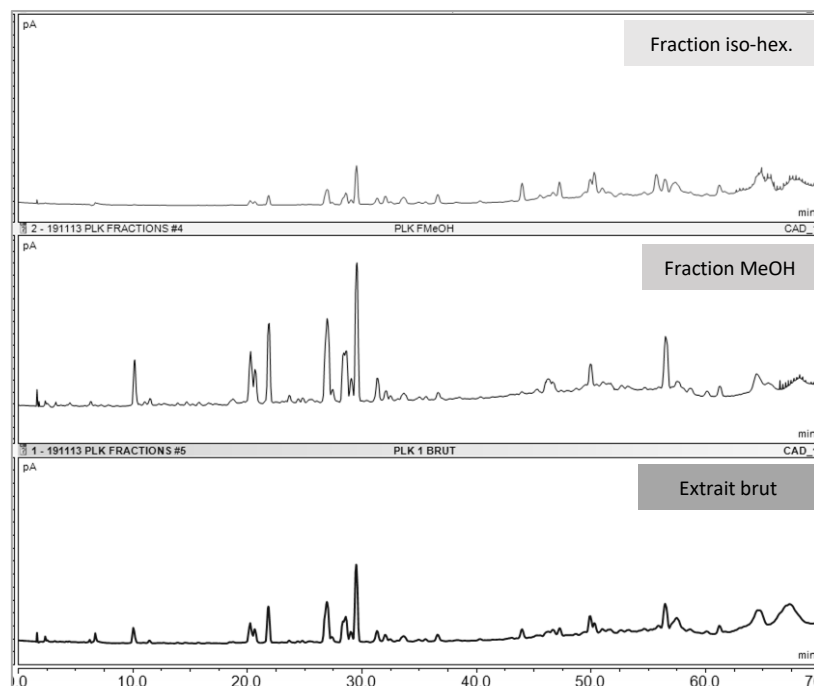 pA
Fraction iso-hex.
min
2 - 191113 PLK FRACTIONS #4 PLK FMeOH CAD_
pA
Fraction MeOH
min
1 - 191113 PLK FRACTIONS #5 PLK 1 BRUT CAD_
pA
Extrait brut
min
10.0 20.0 30.0 40.0 50.0 60.0